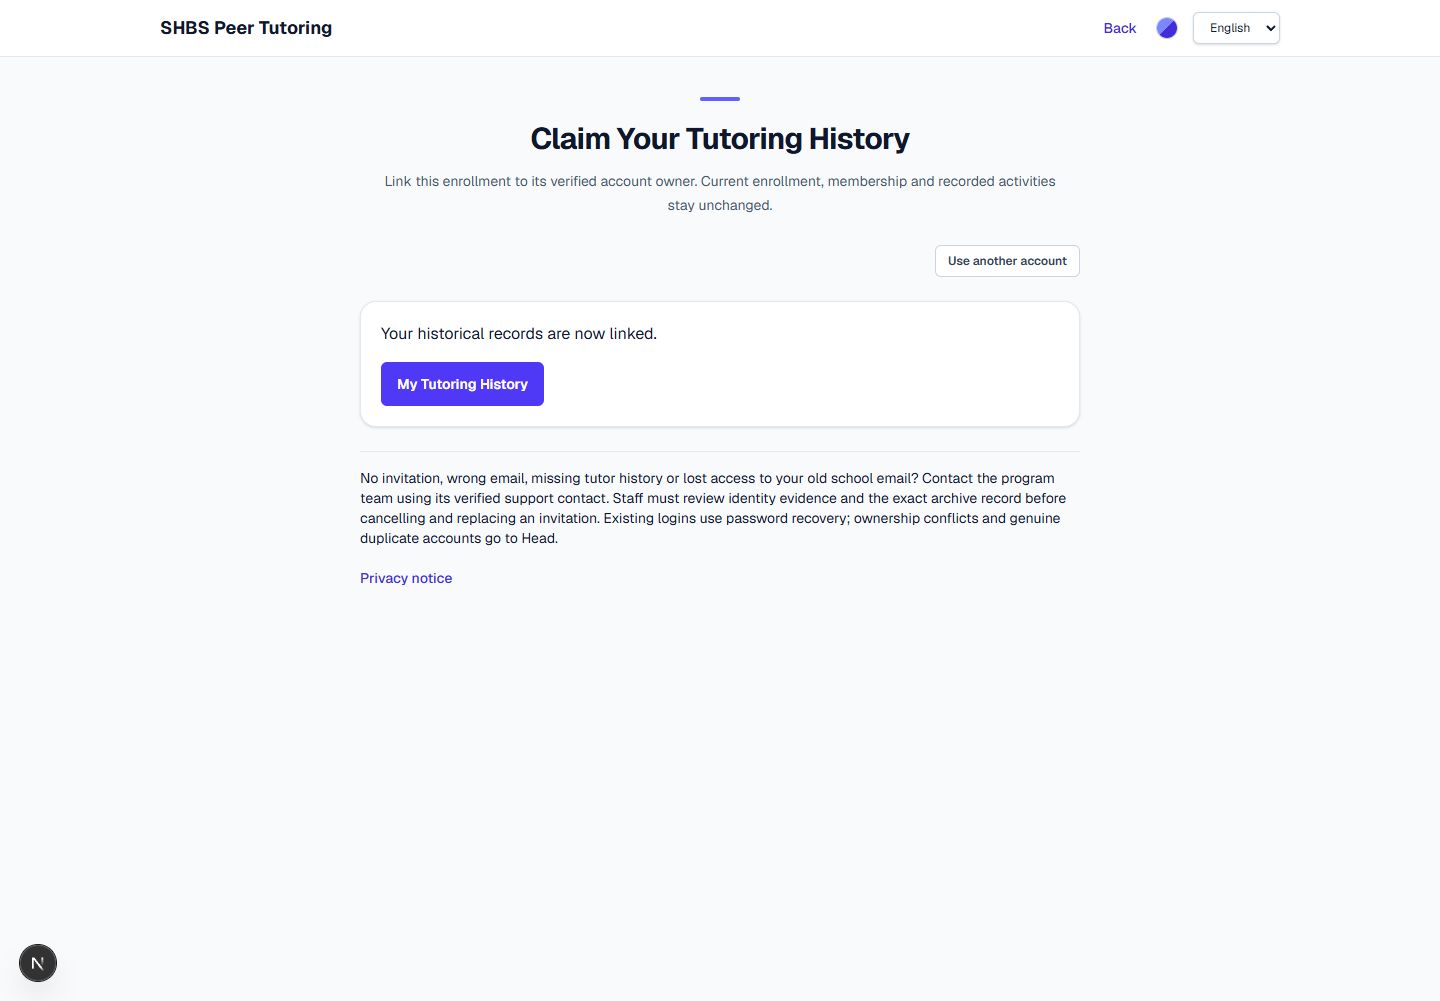 SHBS Peer Tutoring
Back
English
Claim Your Tutoring History
Link this enrollment to its verified account owner. Current enrollment, membership and recorded activities
stay unchanged.
Use another account
Your historical records are now linked.
My Tutoring History
No invitation, wrong email, missing tutor history or lost access to your old school email? Contact the program
team using its verified support contact. Staff must review identity evidence and the exact archive record before
cancelling and replacing an invitation. Existing logins use password recovery; ownership conflicts and genuine
duplicate accounts go to Head.
Privacy notice
N